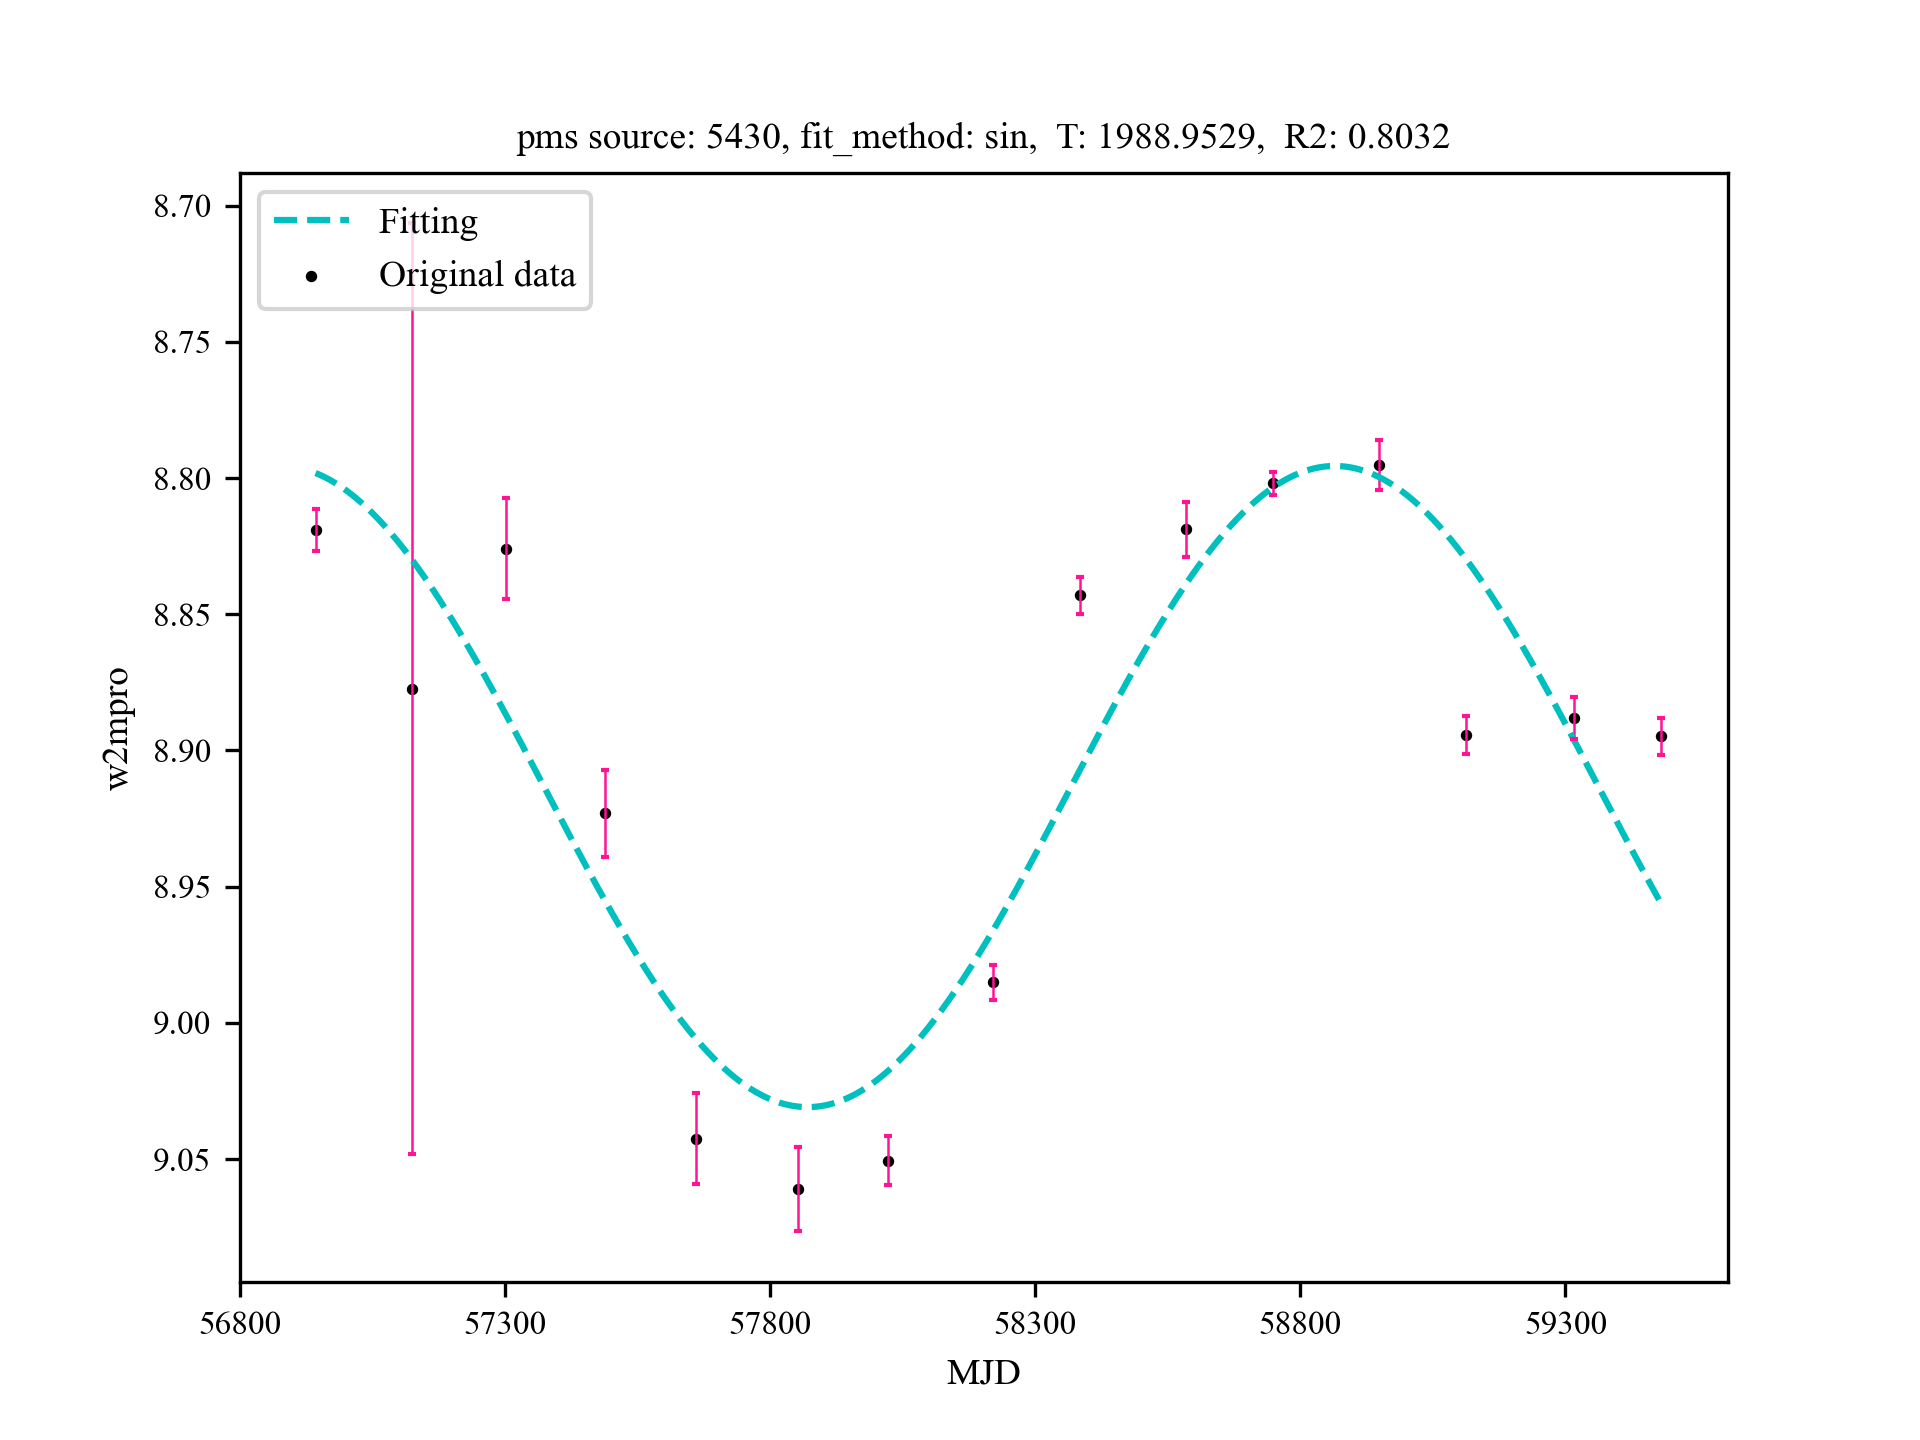 pms source: 5430, fit_method: sin,  T: 1988.9529,  R2: 0.8032
Fitting
Original data
8.70
8.75
8.80
8.85
8.90
8.95
9.00
9.05
w2mpro
56800 57300 57800 58300 58800 59300
MJD